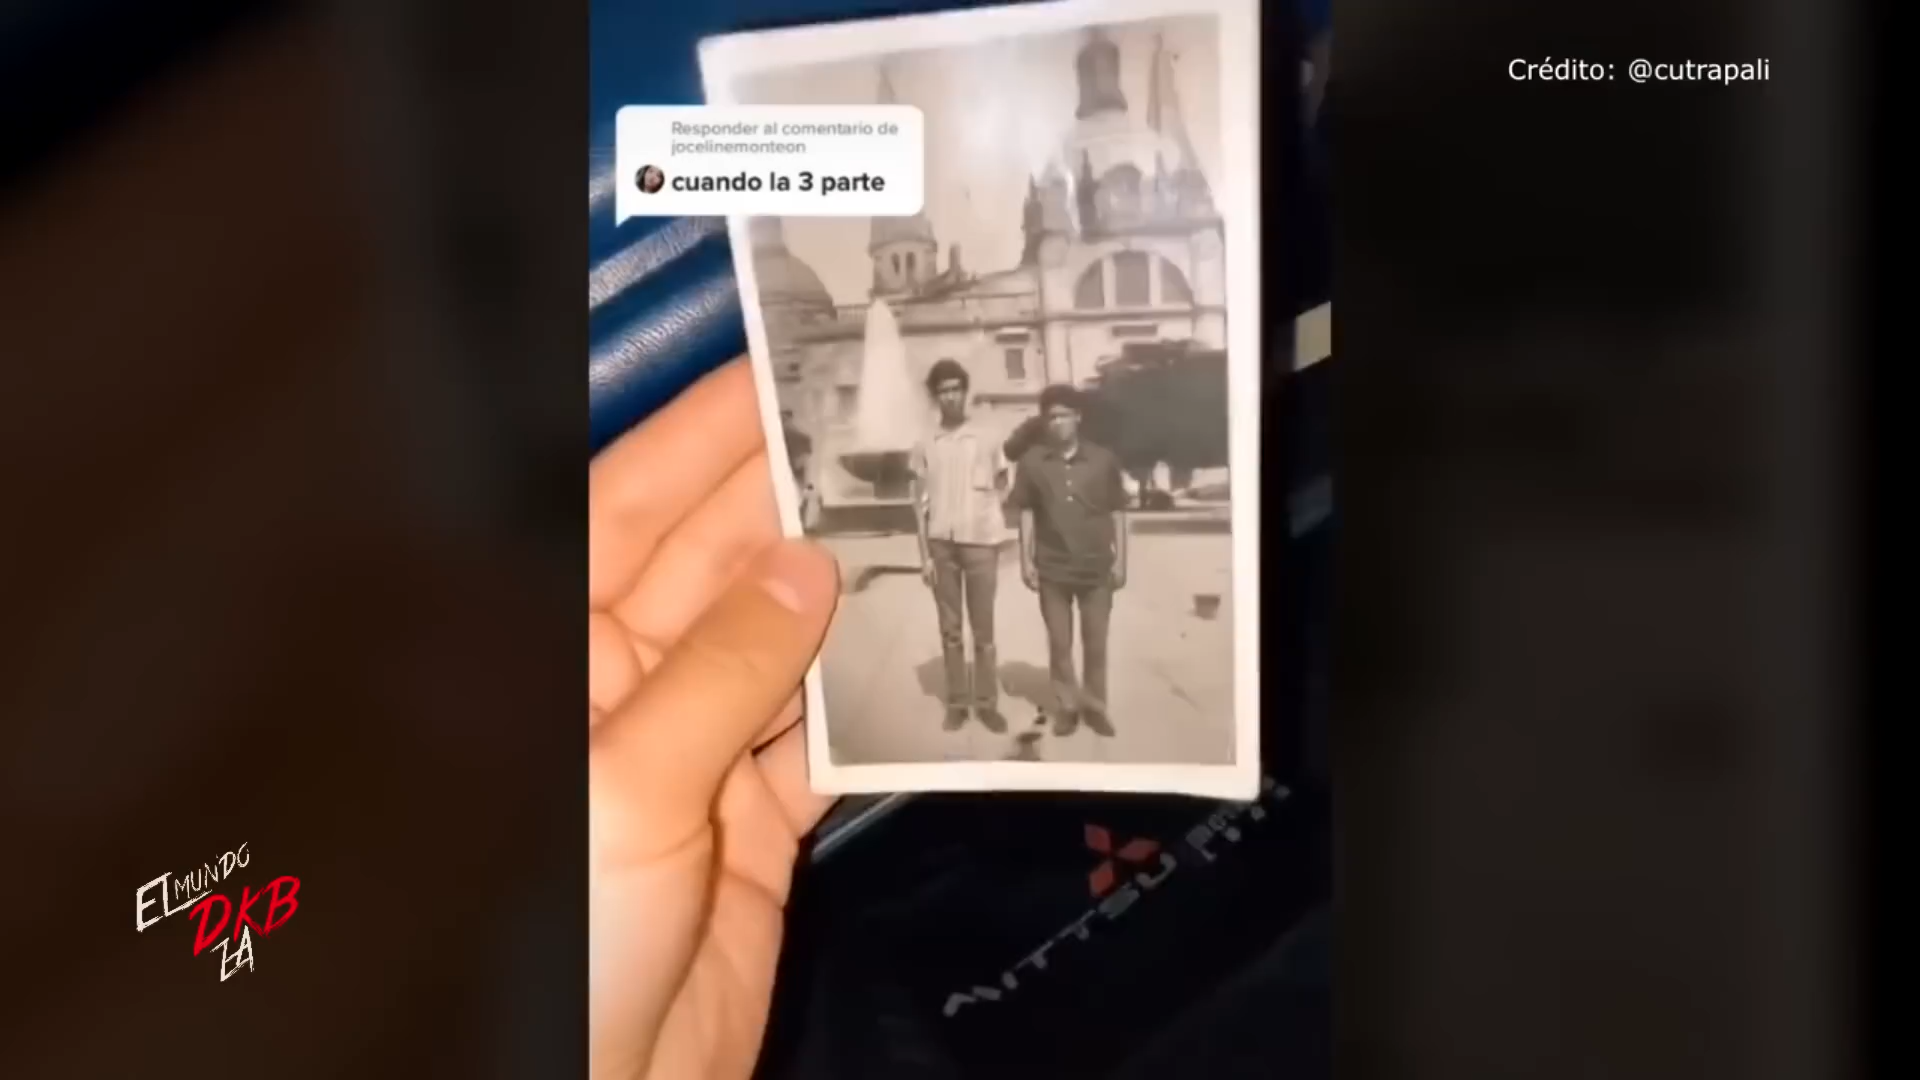 Crédito: @cutrapali
Responder al comentario de
jocelinemonteon
cuando la 3 parte
EL MUNDO
DKB
ZA